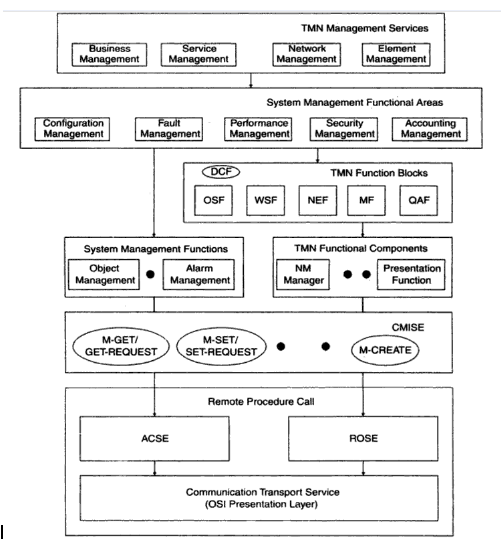 TMN Management Services
Business
Management
Service
Management
Network
Management
Element
Management
System Management Functional Areas
Configuration
Management
Fault
Management
Performance
Management
Security
Management
Accounting
Management
DCF
TMN Function Blocks
OSF
WSF
NEF
MF
QAF
System Management Functions
Object
Management
Alarm
Management
TMN Functional Components
NM
Manager
Presentation
Function
CMISE
M-GET/
GET-REQUEST
M-SET/
SET-REQUEST
M-CREATE
Remote Procedure Call
ACSE
ROSE
Communication Transport Service
(OSI Presentation Layer)